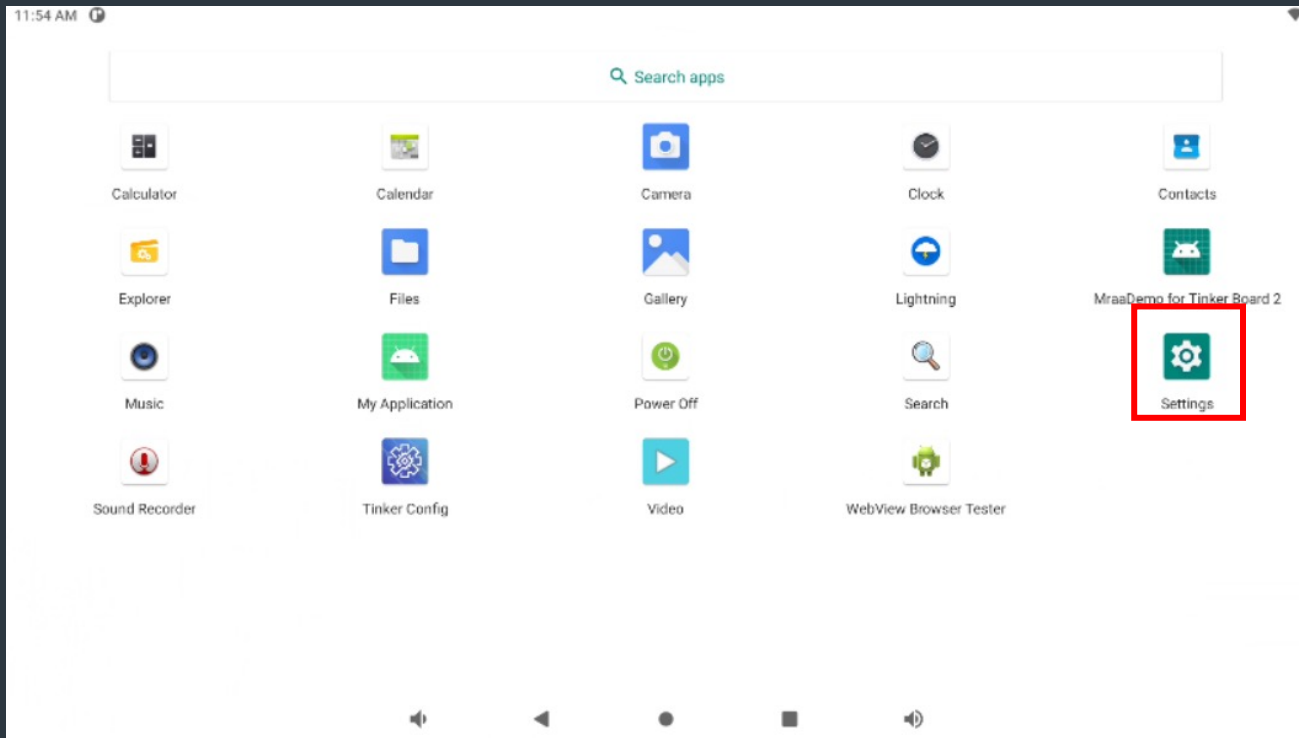 11:54 AM
Search apps
Calculator
Calendar
Camera
Clock
Contacts
Explorer
Files
Gallery
Lightning
MraaDemo for Tinker Board 2
Music
My Application
Power Off
Search
Settings
Sound Recorder
Tinker Config
Video
WebView Browser Tester